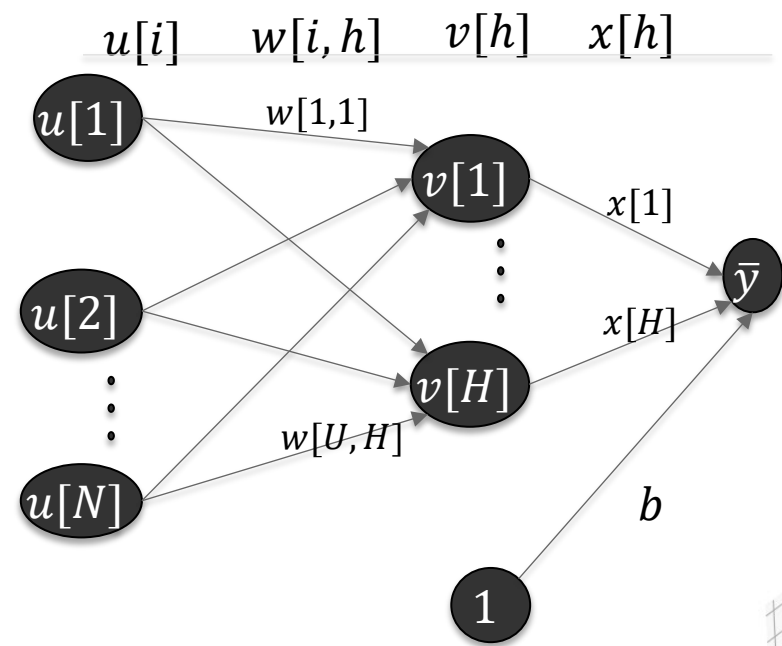 u[i] w[i, h] v[h] x[h]
u[1]
w[1,1]
v[1]
x[1]
u[2]
ȳ
x[H]
v[H]
w[U, H]
u[N]
b
1